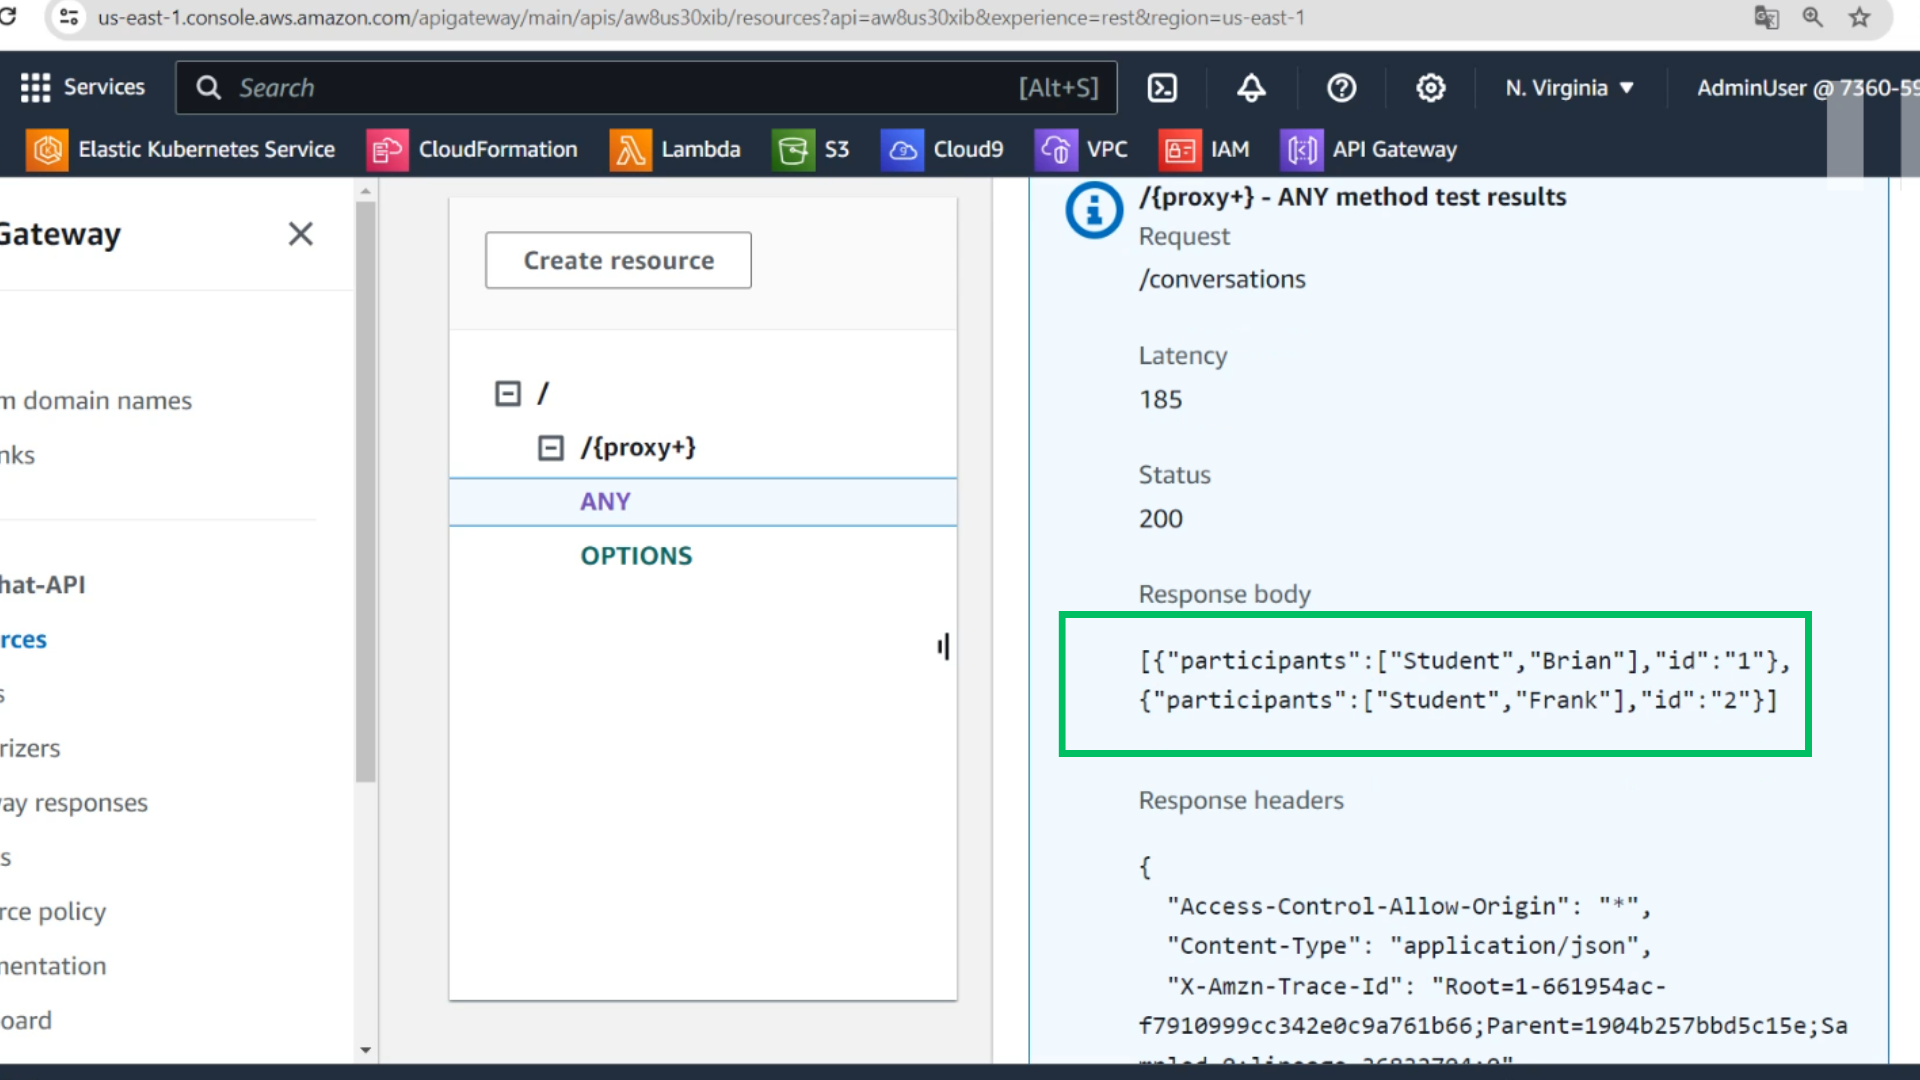 us-east-1.console.aws.amazon.com/apigateway/main/apis/aw8us30xib/resources?api=aw8us30xib&experience=rest&region=us-east-1
Services
Search
[Alt+S]
N. Virginia ▼
AdminUser @ 7360-59
Elastic Kubernetes Service
CloudFormation
Lambda
S3
Cloud9
VPC
IAM
API Gateway
Gateway
m domain names
nks
hat-API
rces
s
rizers
ay responses
s
rce policy
mentation
oard
Create resource
/
/{proxy+}
ANY
OPTIONS
/{proxy+} - ANY method test results
Request
/conversations
Latency
185
Status
200
Response body
[{"participants":["Student","Brian"],"id":"1"},
{"participants":["Student","Frank"],"id":"2"}]
Response headers
{
"Access-Control-Allow-Origin": "*",
"Content-Type": "application/json",
"X-Amzn-Trace-Id": "Root=1-661954ac-
f7910999cc342e0c9a761b66;Parent=1904b257bbd5c15e;Sa